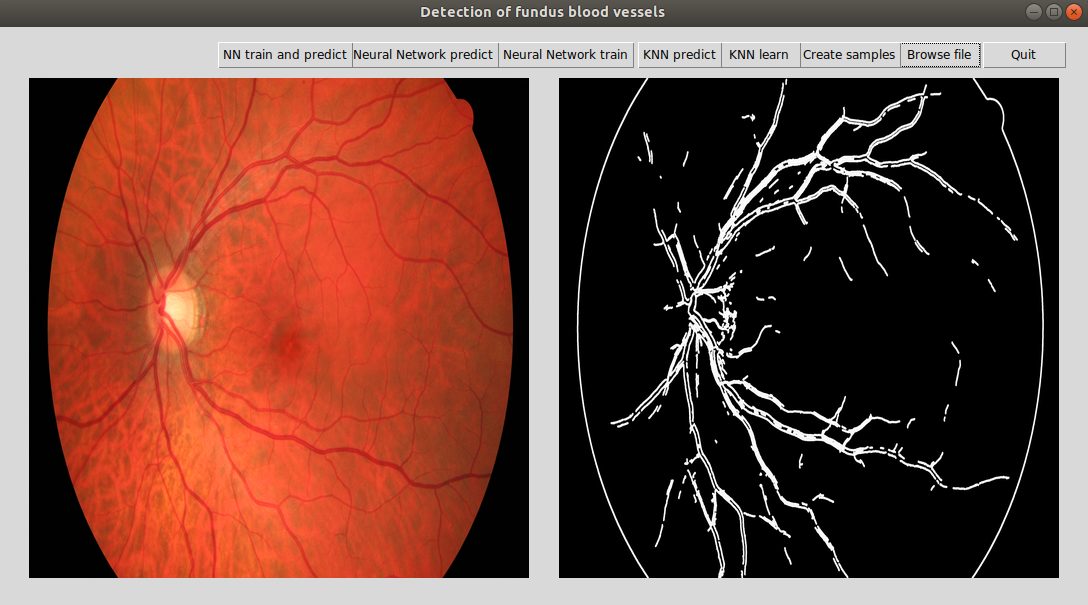 Detection of fundus blood vessels
NN train and predict Neural Network predict Neural Network train KNN predict KNN learn Create samples Browse file Quit